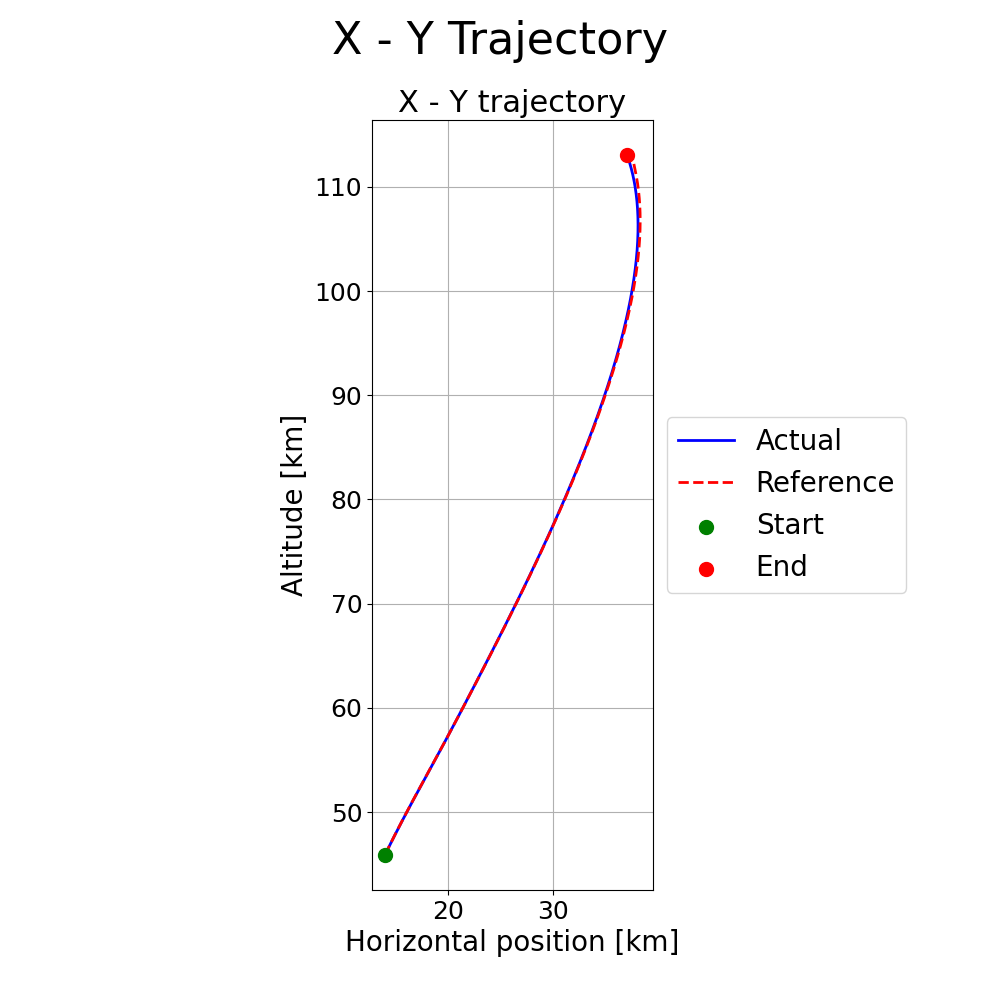 X - Y Trajectory
X - Y trajectory
110
100
90
80
70
60
50
Altitude [km]
20 30
Horizontal position [km]
Actual
Reference
Start
End